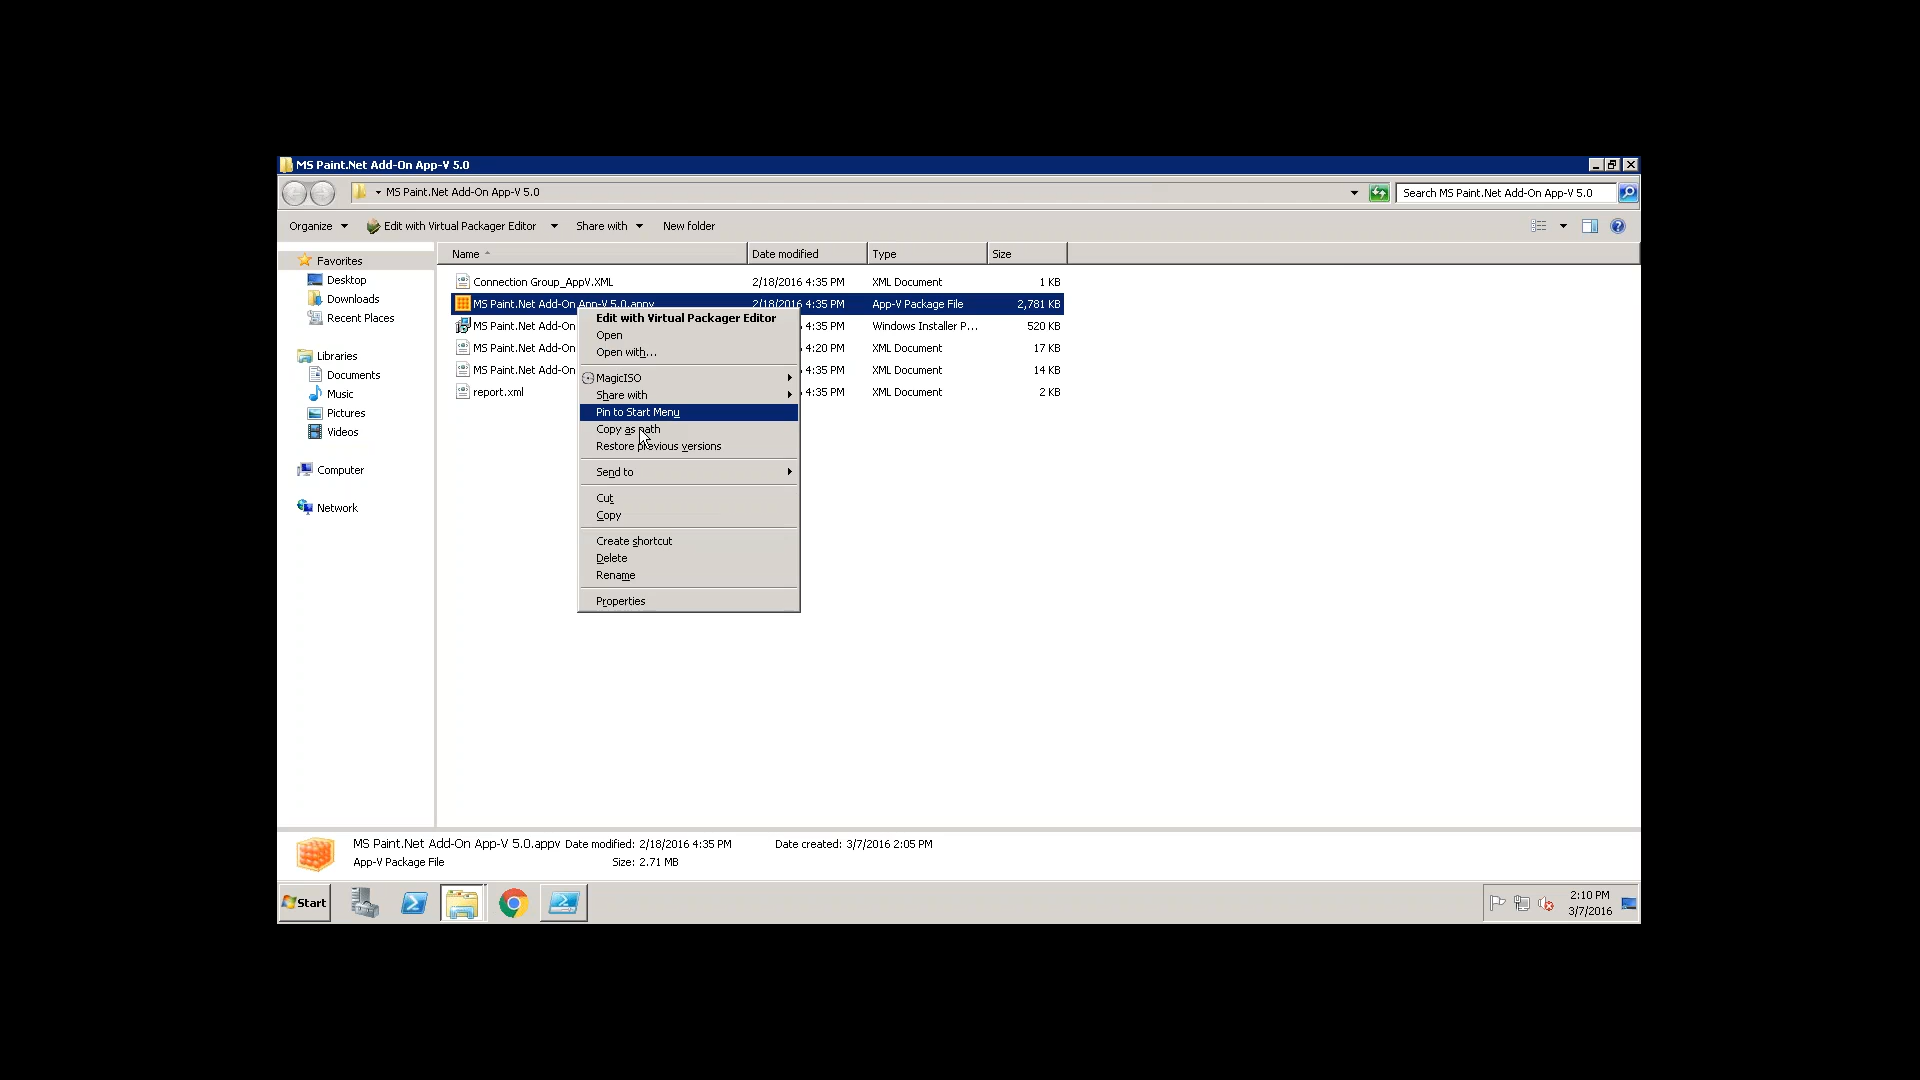 MS Paint.Net Add-On App-V 5.0
MS Paint.Net Add-On App-V 5.0
Search MS Paint.Net Add-On App-V 5.0
Organize Edit with Virtual Packager Editor Share with New folder
Name Date modified Type Size
Favorites
Desktop
Downloads
Recent Places
Libraries
Documents
Music
Pictures
Videos
Computer
Network
Connection Group_AppV.XML 2/18/2016 4:35 PM XML Document 1 KB
MS Paint.Net Add-On App-V 5.0.appv 2/18/2016 4:35 PM App-V Package File 2,781 KB
MS Paint.Net Add-On 4:35 PM Windows Installer P... 520 KB
MS Paint.Net Add-On 4:20 PM XML Document 17 KB
MS Paint.Net Add-On 4:35 PM XML Document 14 KB
report.xml 4:35 PM XML Document 2 KB
Edit with Virtual Packager Editor
Open
Open with...
MagicISO
Share with
Pin to Start Menu
Copy as path
Restore previous versions
Send to
Cut
Copy
Create shortcut
Delete
Rename
Properties
MS Paint.Net Add-On App-V 5.0.appv Date modified: 2/18/2016 4:35 PM Date created: 3/7/2016 2:05 PM
App-V Package File Size: 2.71 MB
Start
2:10 PM
3/7/2016